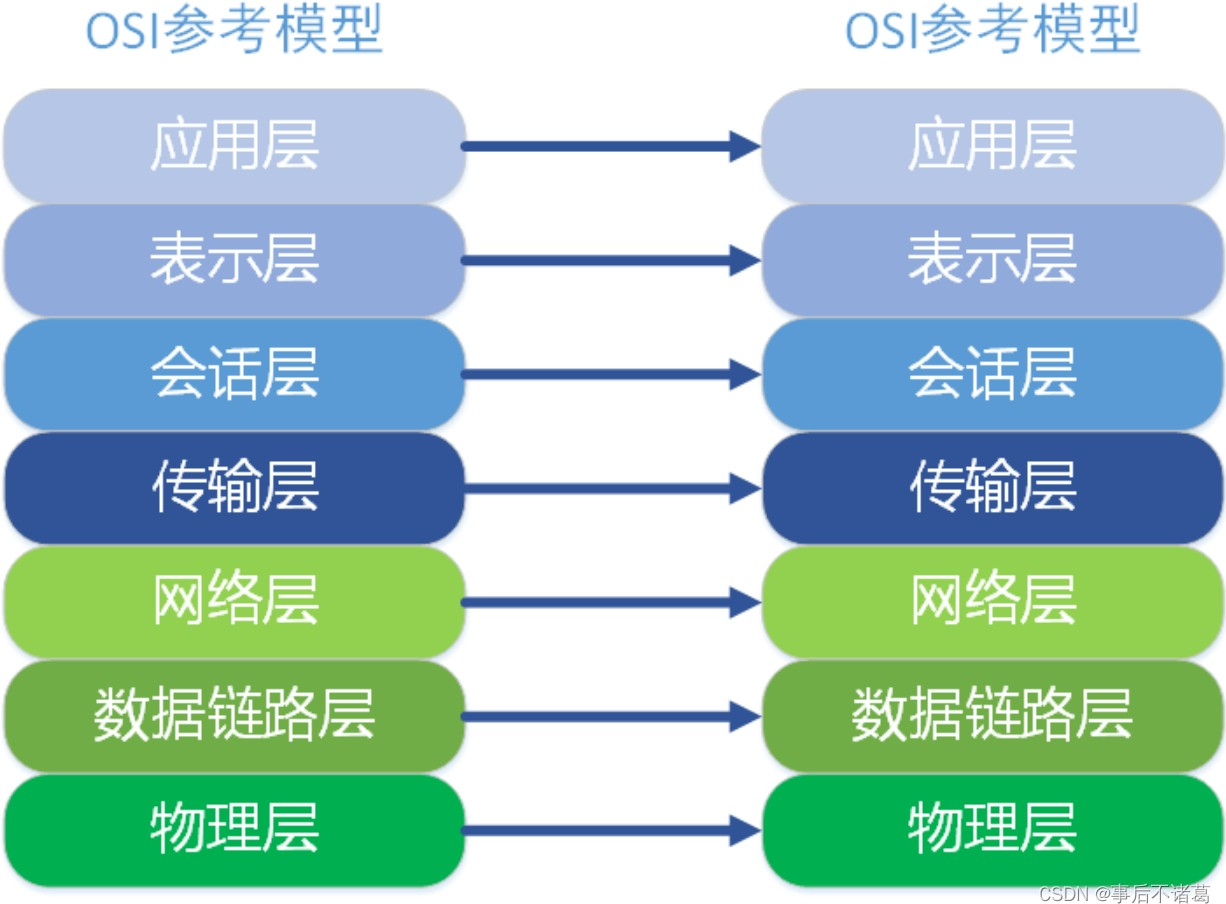 OSI参考模型 OSI参考模型
应用层 应用层
表示层 表示层
会话层 会话层
传输层 传输层
网络层 网络层
数据链路层 数据链路层
物理层 物理层
CSDN @事后不诸葛